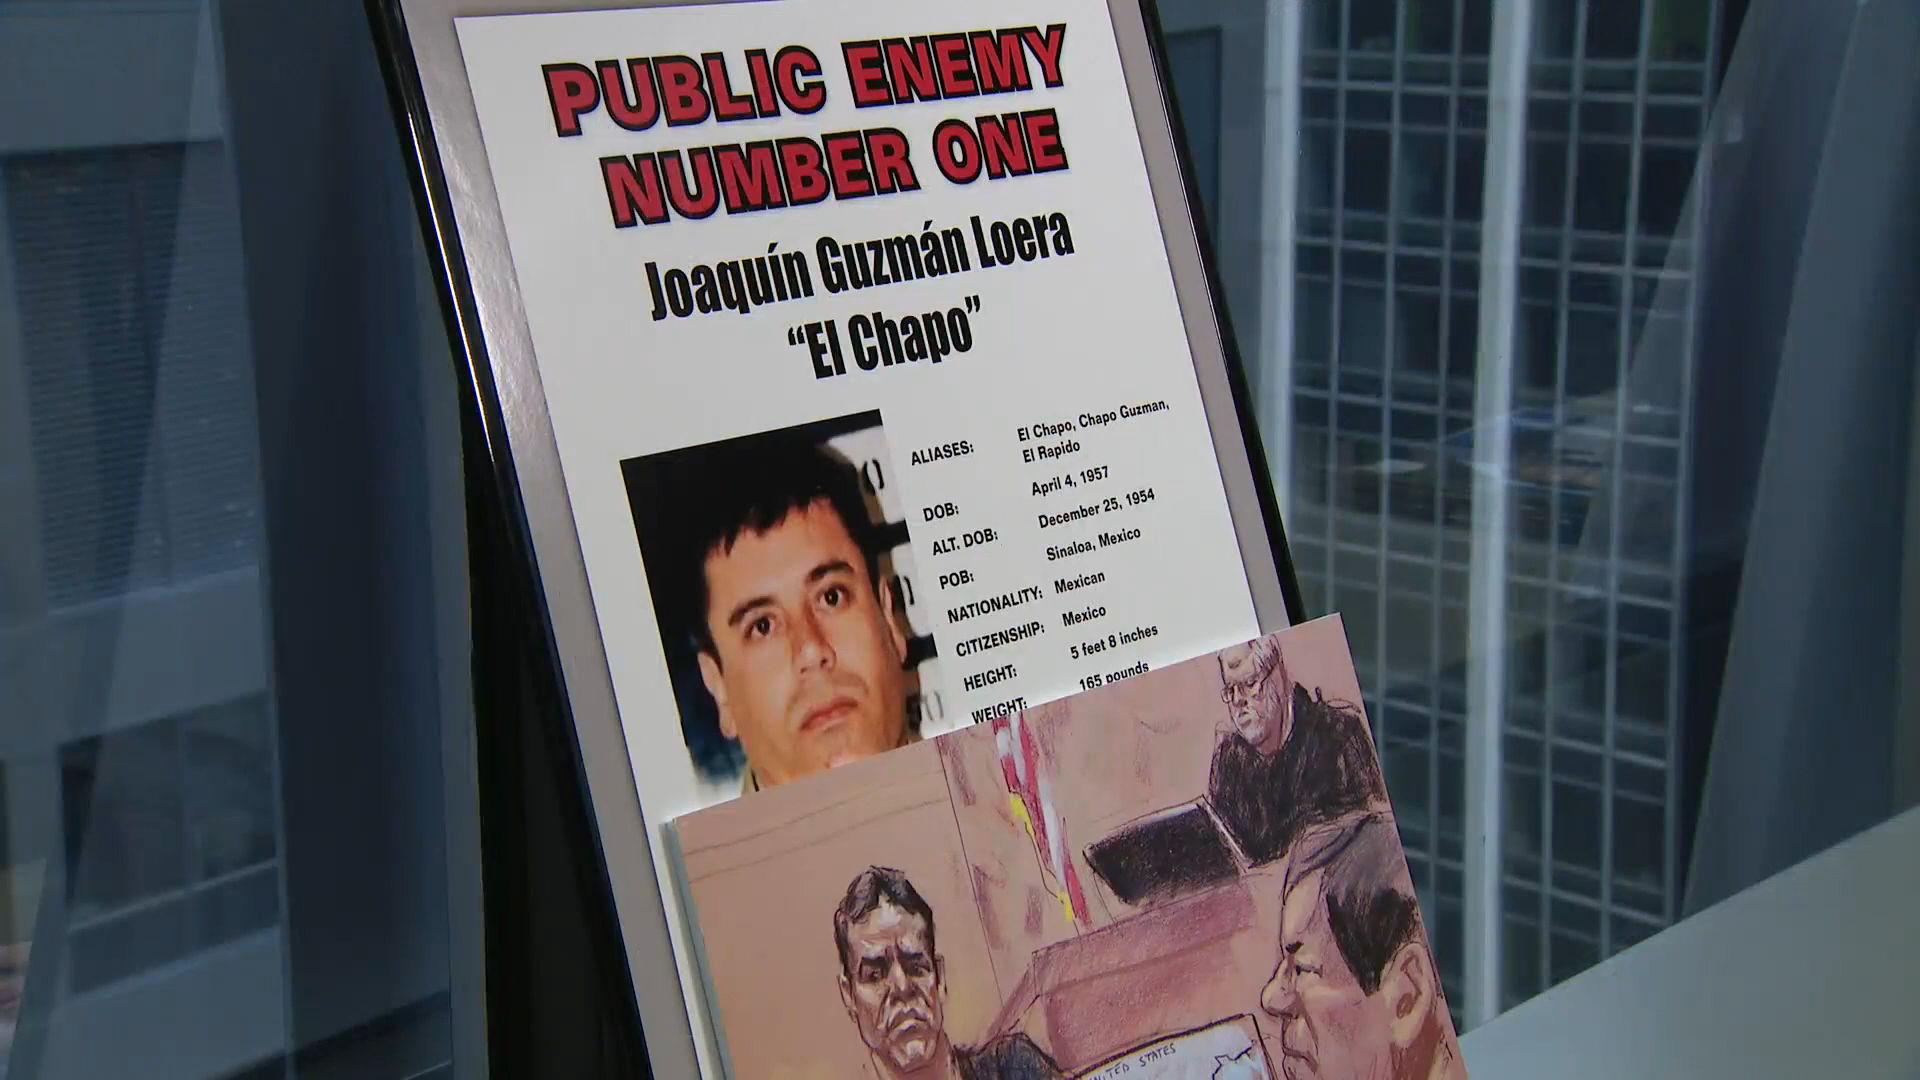 PUBLIC ENEMY
NUMBER ONE
Joaquín Guzmán Loera
“El Chapo”
ALIASES: El Chapo, Chapo Guzman,
El Rapido
DOB: April 4, 1957
ALT. DOB: December 25, 1954
POB: Sinaloa, Mexico
NATIONALITY: Mexican
CITIZENSHIP: Mexico
HEIGHT: 5 feet 8 inches
WEIGHT: 165 pounds
UNITED STATES